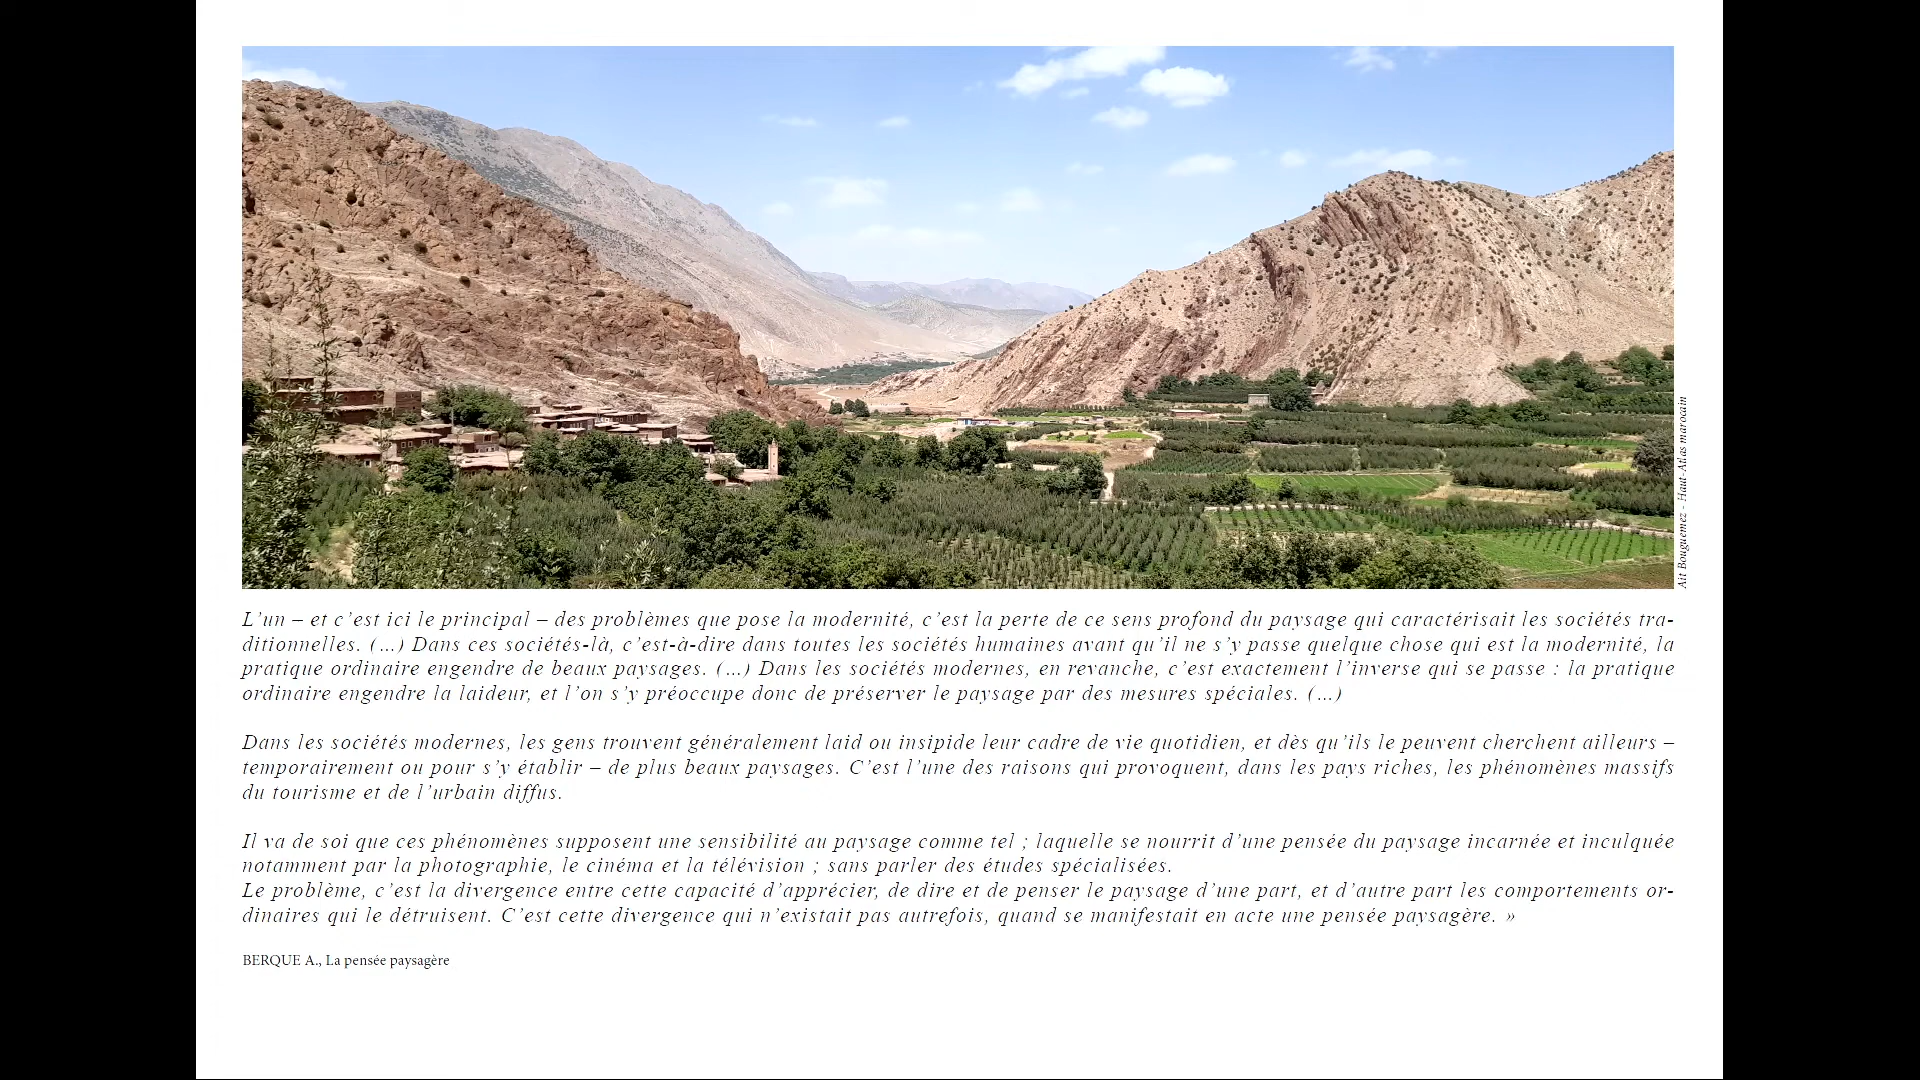 Ait Bouguemez - Haut-Atlas marocain
L’un – et c’est ici le principal – des problèmes que pose la modernité, c’est la perte de ce sens profond du paysage qui caractérisait les sociétés tra-
ditionnelles. (…) Dans ces sociétés-là, c’est-à-dire dans toutes les sociétés humaines avant qu’il ne s’y passe quelque chose qui est la modernité, la
pratique ordinaire engendre de beaux paysages. (…) Dans les sociétés modernes, en revanche, c’est exactement l’inverse qui se passe : la pratique
ordinaire engendre la laideur, et l’on s’y préoccupe donc de préserver le paysage par des mesures spéciales. (…)
Dans les sociétés modernes, les gens trouvent généralement laid ou insipide leur cadre de vie quotidien, et dès qu’ils le peuvent cherchent ailleurs –
temporairement ou pour s’y établir – de plus beaux paysages. C’est l’une des raisons qui provoquent, dans les pays riches, les phénomènes massifs
du tourisme et de l’urbain diffus.
Il va de soi que ces phénomènes supposent une sensibilité au paysage comme tel ; laquelle se nourrit d’une pensée du paysage incarnée et inculquée
notamment par la photographie, le cinéma et la télévision ; sans parler des études spécialisées.
Le problème, c’est la divergence entre cette capacité d’apprécier, de dire et de penser le paysage d’une part, et d’autre part les comportements or-
dinaires qui le détruisent. C’est cette divergence qui n’existait pas autrefois, quand se manifestait en acte une pensée paysagère. »
BERQUE A., La pensée paysagère